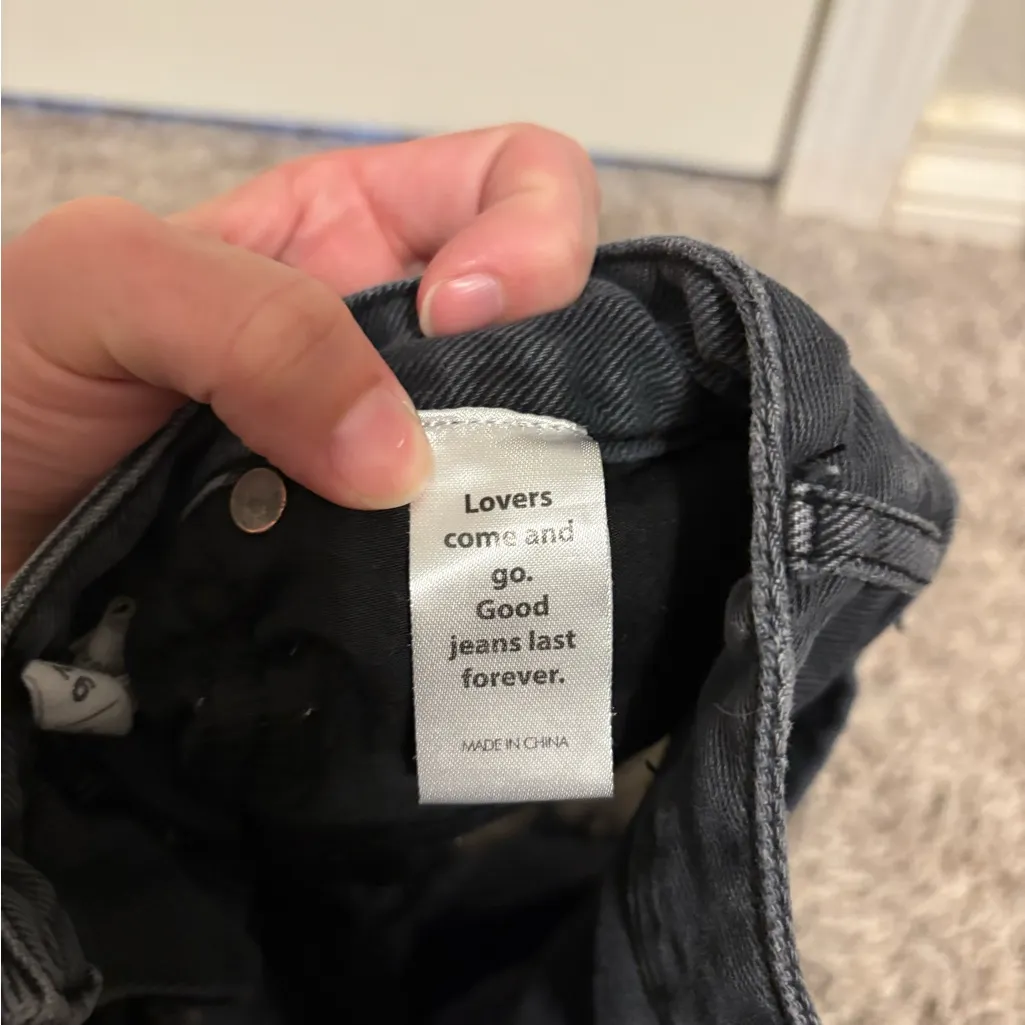 Lovers
come and
go.
Good
jeans last
forever.
MADE IN CHINA